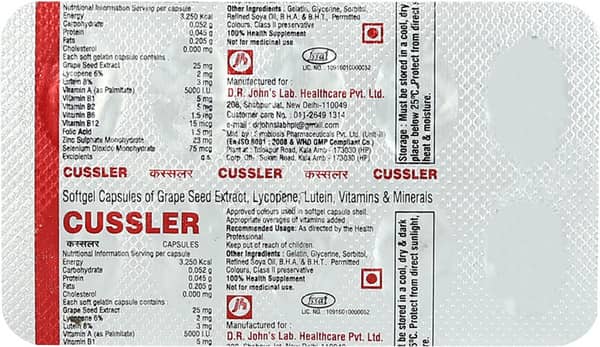 Nutritional Information Serving per capsule
Energy 3.250 Kcal
Carbohydrate 0.052 g
Protein 0.045 g
Fats 0.205 g
Cholesterol 0.000 mg
Each soft gelatin capsule contains :
Grape Seed Extract 25 mg
Lycopene 6% 2 mg
Lutein 8% 3 mg
Vitamin A (as Palmitate) 5000 I.U.
Vitamin B1 5 mg
Vitamin B2 5 mg
Vitamin B6 1.5 mg
Vitamin B12 15 mcg
Folic Acid 1.5 mg
Zinc Sulphate Monohydrate 23 mg
Selenium Dioxide Monohydrate 75 mcg
Excipients q.s.
Other Ingredients : Gelatin, Glycerine, Sorbitol,
Refined Soya Oil, B.H.A. & B.H.T., Permitted
Colours, Class II preservative
100% Health Supplement
Not for medicinal use.
fssai
LIC. NO. : 10916010000052
Manufactured for :
D.R. John's Lab. Healthcare Pvt. Ltd.
208, Shahpur Jat, New Delhi-110049
Customer care No. : 011-2649 1314
e-mail : drjohnslabhpl@gmail.com
Mfd. by : Symbiosis Pharmaceuticals Pvt. Ltd. (Unit-II)
(An ISO 9001 : 2008 & WHO GMP Compliant Co.)
Kala Amb - 173030 (HP)
Kala Amb - 173030 (HP)
Storage : Must be stored in a cool, dry
place below 25°C. Protect from direct s
heat & moisture.
CUSSLER कस्सलर CUSSLER कस्सलर CUSSLER
Softgel Capsules of Grape Seed Extract, Lycopene, Lutein, Vitamins & Minerals
CUSSLER
कस्सलर CAPSULES
Nutritional Information Serving per capsule
Energy 3.250 Kcal
Carbohydrate 0.052 g
Protein 0.045 g
Fats 0.205 g
Cholesterol 0.000 mg
Each soft gelatin capsule contains :
Grape Seed Extract 25 mg
Lycopene 6% 2 mg
Lutein 8% 3 mg
Vitamin A (as Palmitate) 5000 I.U.
Vitamin B1 5 mg
Approved colours used in softgel capsule shell.
Appropriate overages of vitamins added
Recommended Usage: As directed by the Health
Professional.
Keep out of reach of children.
Other Ingredients : Gelatin, Glycerine, Sorbitol,
Refined Soya Oil, B.H.A. & B.H.T., Permitted
Colours, Class II preservative
100% Health Supplement
Not for medicinal use.
fssai
LIC. NO. : 10916010000052
Manufactured for :
D.R. John's Lab. Healthcare Pvt. Ltd.
t be stored in a cool, dry & dark
5°C. Protect from direct sunlight,
re.